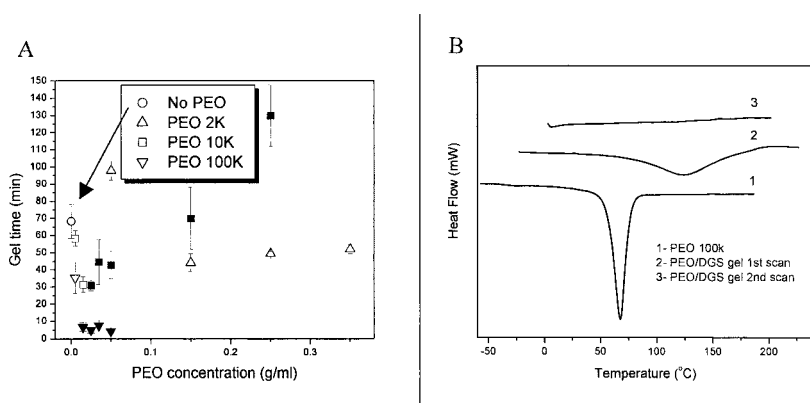 A
150
140
130
120
110
100
90
80
70
60
50
40
30
20
10
0
Gel time (min)
No PEO
PEO 2K
PEO 10K
PEO 100K
0.0
0.1
0.2
0.3
PEO concentration (g/ml)
B
Heat Flow (mW)
3
2
1
1- PEO 100k
2- PEO/DGS gel 1st scan
3- PEO/DGS gel 2nd scan
-50
0
50
100
150
200
Temperature (°C)